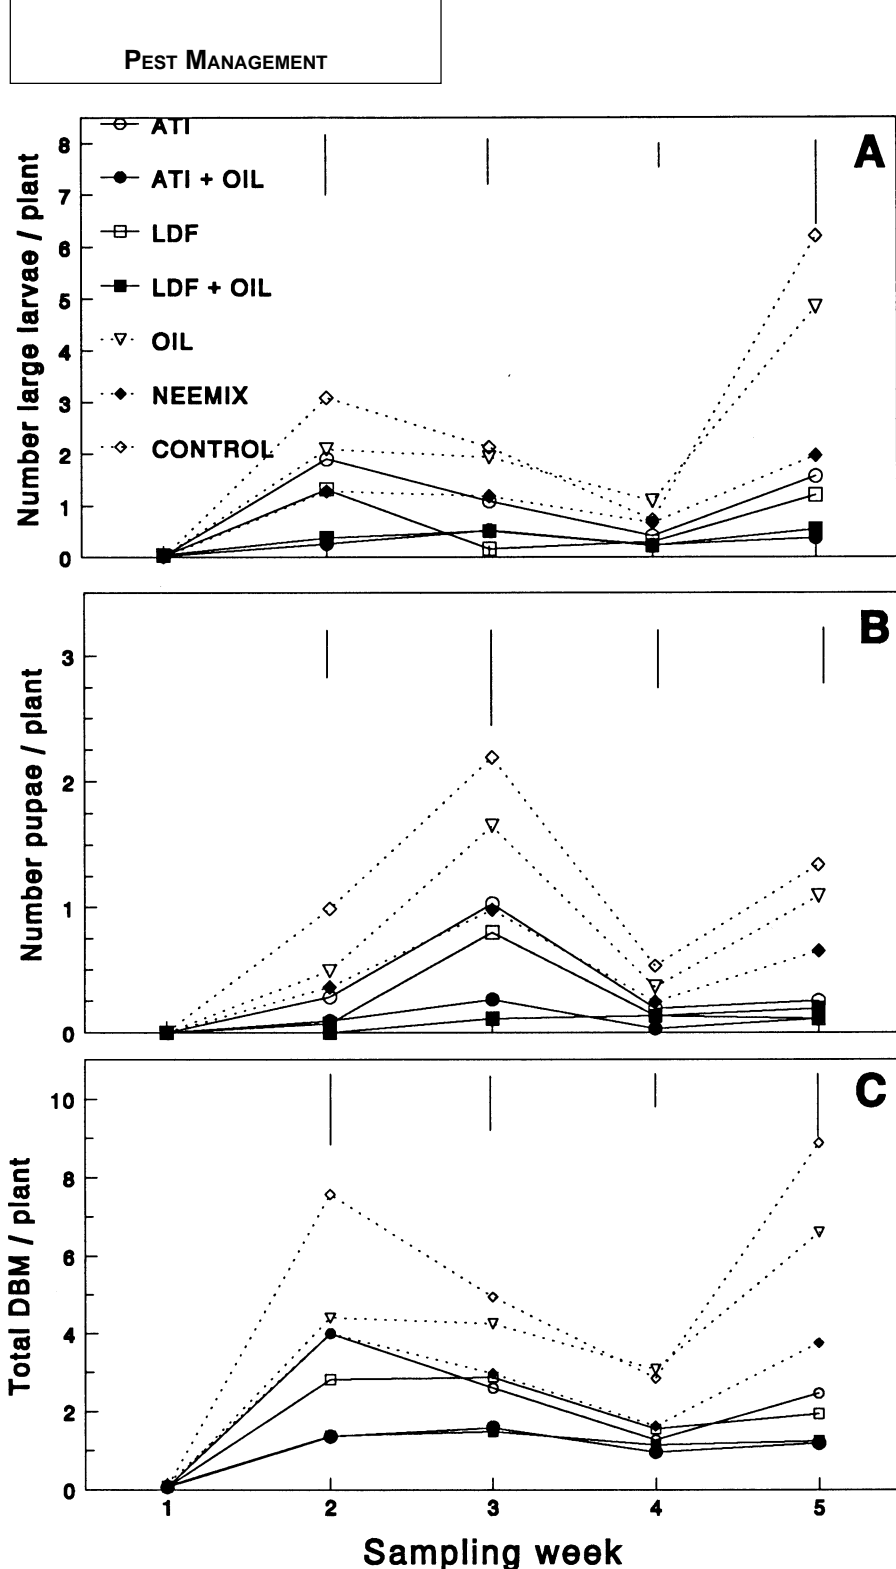 PEST MANAGEMENT
A
8
7
6
5
4
3
2
1
0
Number large larvae / plant
ATI
ATI + OIL
LDF
LDF + OIL
OIL
NEEMIX
CONTROL
B
3
2
1
0
Number pupae / plant
C
10
8
6
4
2
0
Total DBM / plant
1 2 3 4 5
Sampling week